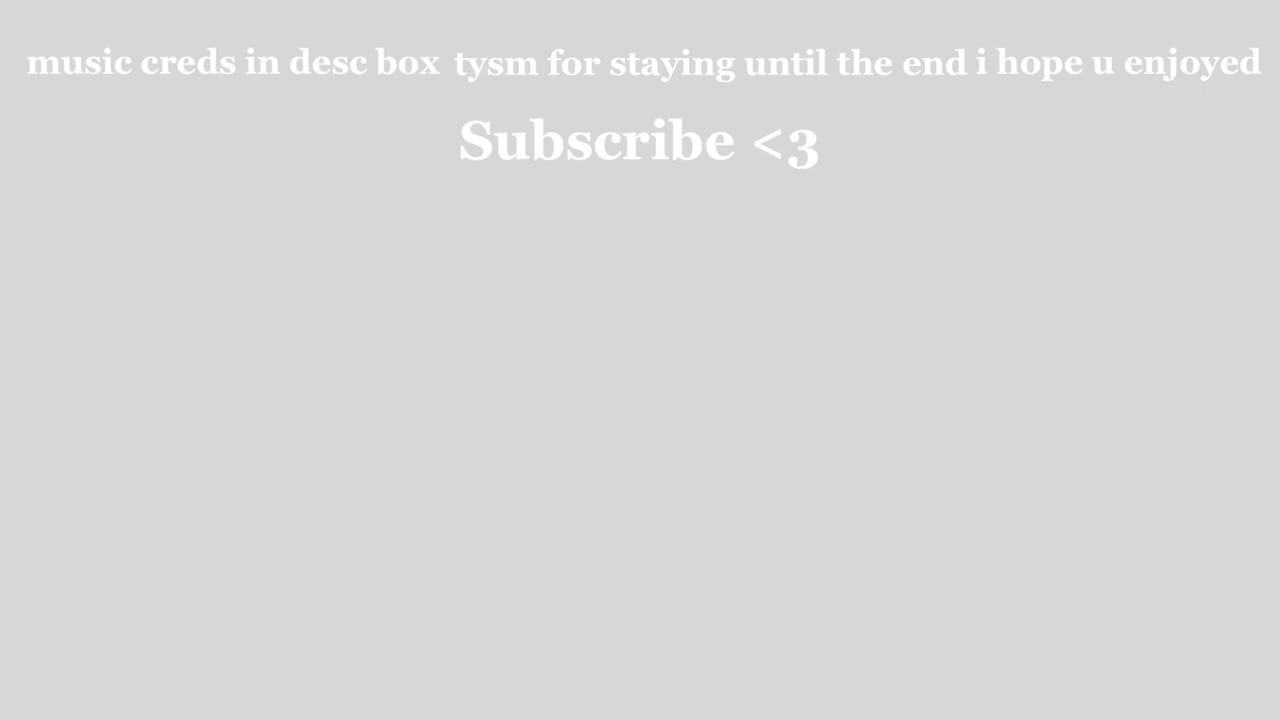 music creds in desc box tysm for staying until the end i hope u enjoyed
Subscribe <3